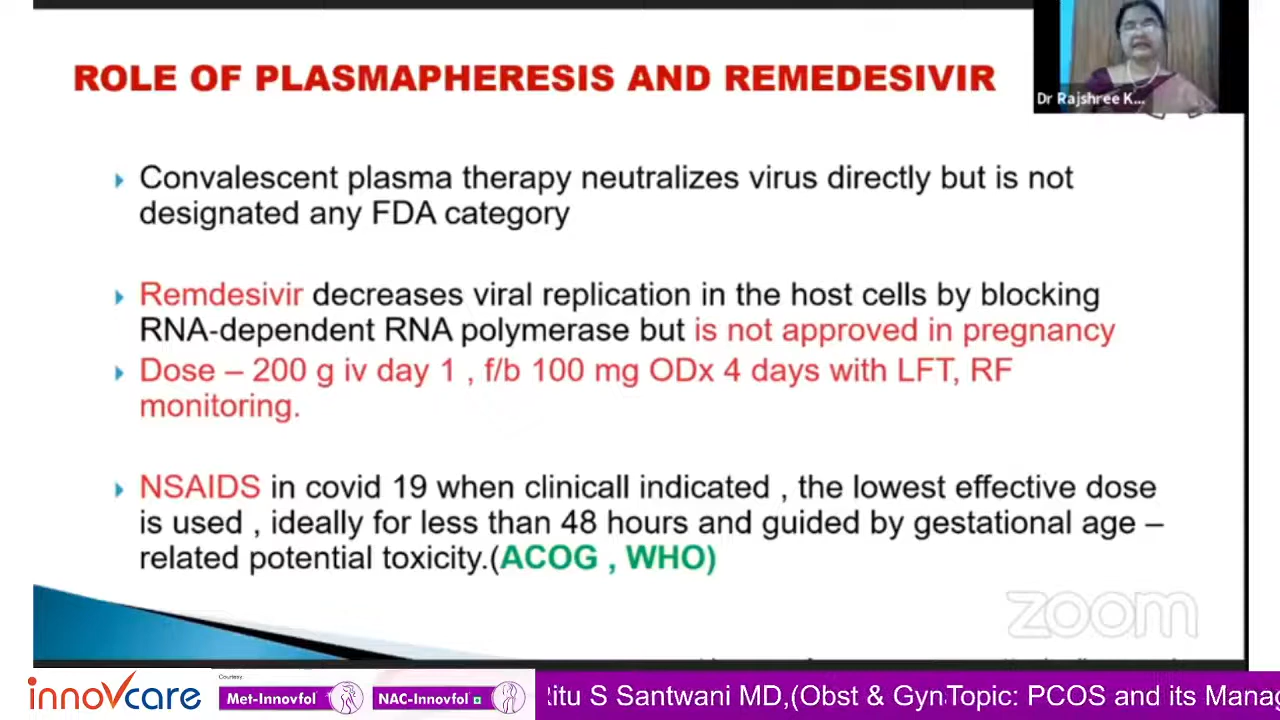 ROLE OF PLASMAPHERESIS AND REMEDESIVIR
Dr Rajshree K...
Convalescent plasma therapy neutralizes virus directly but is not
designated any FDA category
Remdesivir decreases viral replication in the host cells by blocking
RNA-dependent RNA polymerase but is not approved in pregnancy
Dose – 200 g iv day 1 , f/b 100 mg ODx 4 days with LFT, RF
monitoring.
NSAIDS in covid 19 when clinicall indicated , the lowest effective dose
is used , ideally for less than 48 hours and guided by gestational age –
related potential toxicity.(ACOG , WHO)
zoom
innovcare
Courtesy:
Met-Innovfol
NAC-Innovfol
Ritu S Santwani MD,(Obst & Gyn Topic: PCOS and its Manag